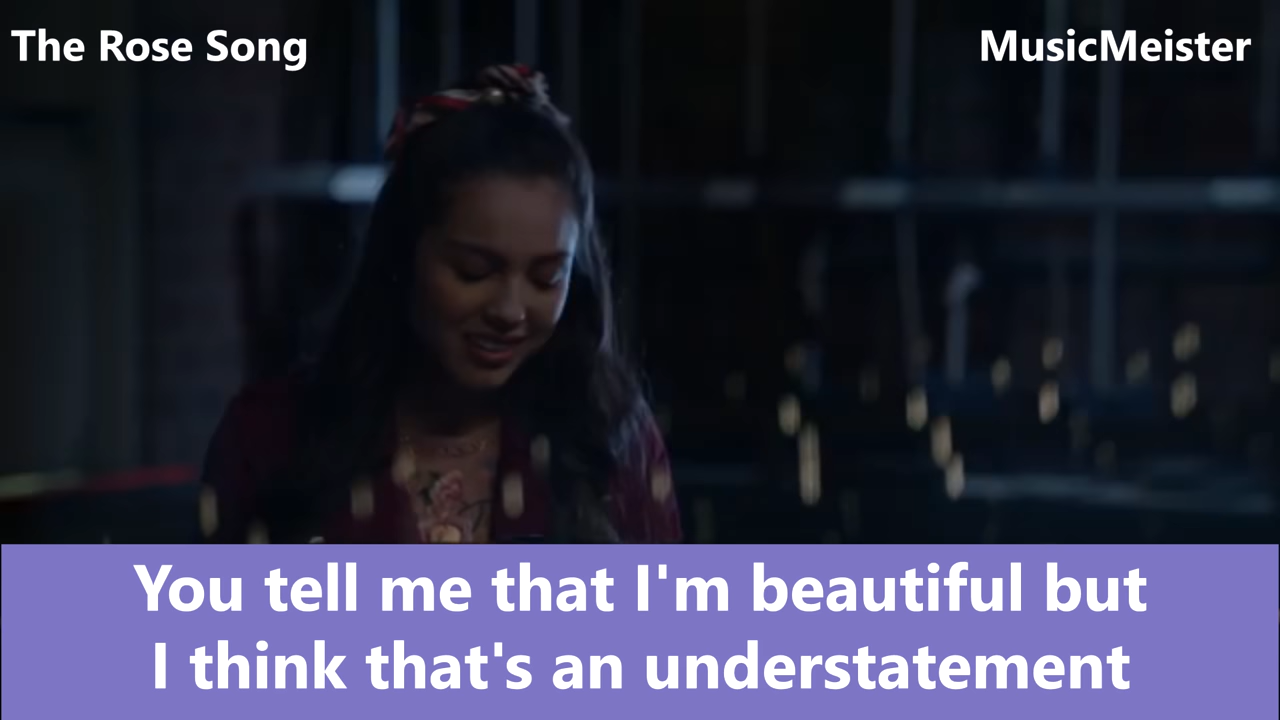 The Rose Song
MusicMeister
You tell me that I'm beautiful but
I think that's an understatement